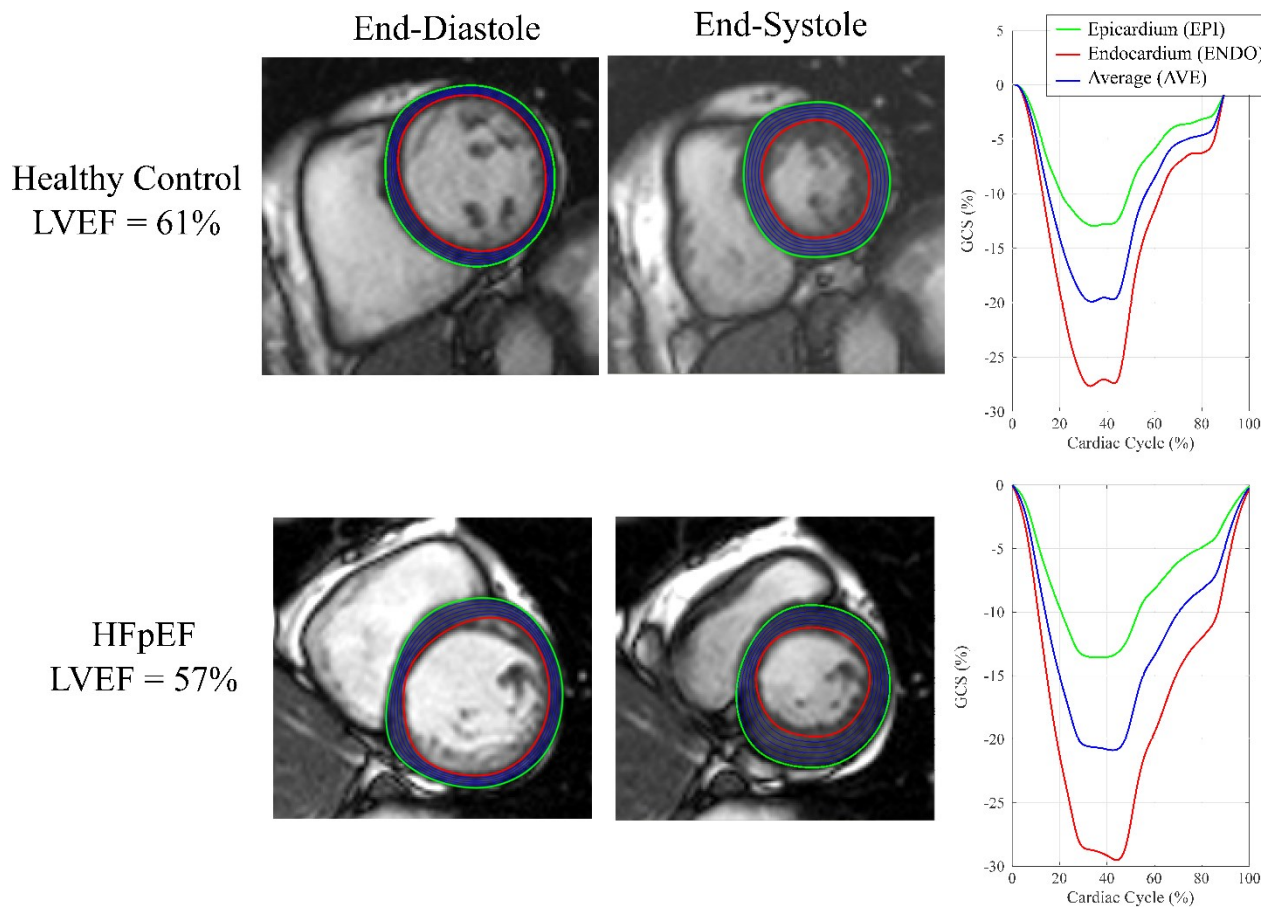 End-Diastole
End-Systole
Healthy Control
LVEF = 61%
Epicardium (EPI)
Endocardium (ENDO)
Average (AVE)
5
0
-5
-10
-15
-20
-25
-30
GCS (%)
0 20 40 60 80 100
Cardiac Cycle (%)
HFpEF
LVEF = 57%
0
-5
-10
-15
-20
-25
-30
GCS (%)
0 20 40 60 80 100
Cardiac Cycle (%)